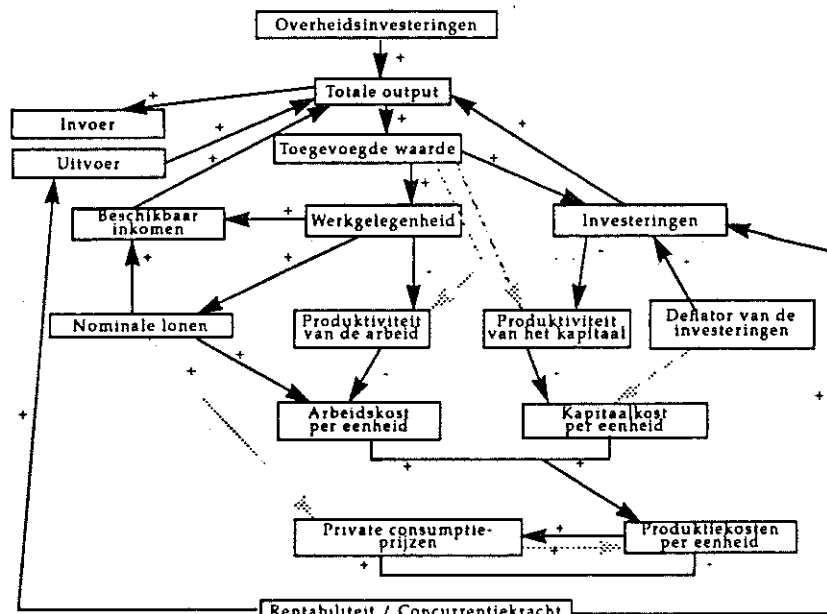 Overheidsinvesteringen
Totale output
Invoer
Toegevoegde waarde
Uitvoer
Beschikbaar
inkomen
Werkgelegenheid
Investeringen
Nominale lonen
Produktiviteit
van de arbeid
Produktiviteit
van het kapitaal
Deflator van de
investeringen
Arbeidskost
per eenheid
Kapitaalkost
per eenheid
Private consumptie-
prijzen
Produktiekosten
per eenheid
Rentabiliteit / Concurrentiekracht